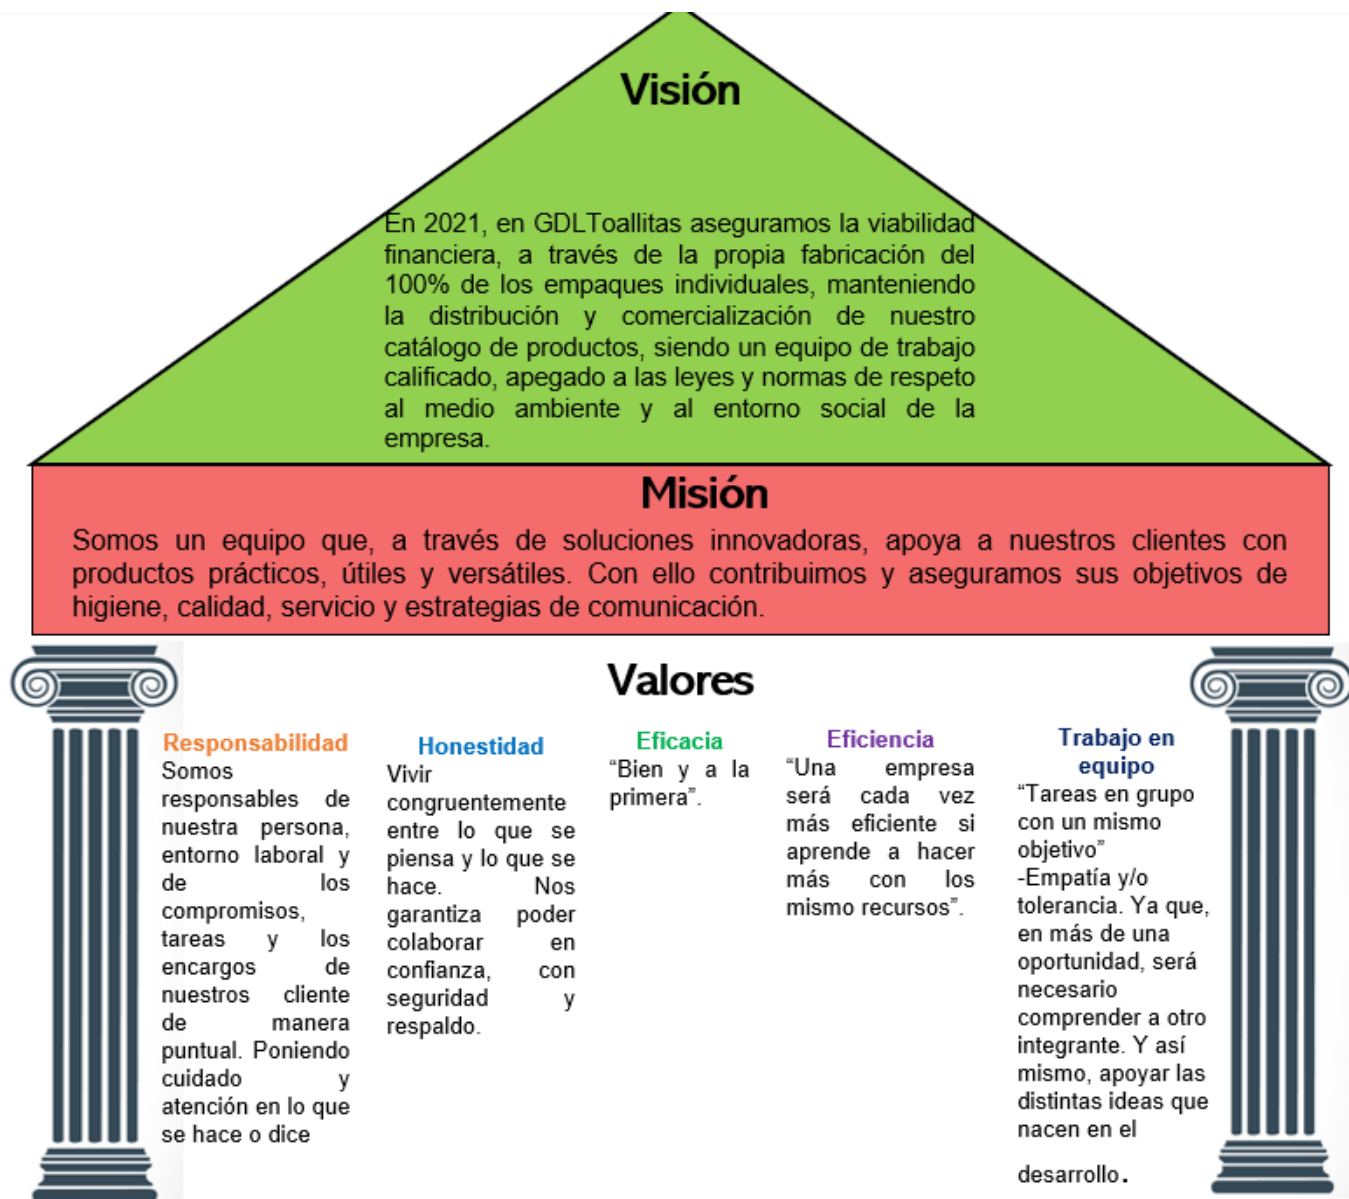 Visión
En 2021, en GDLToallitas aseguramos la viabilidad
financiera, a través de la propia fabricación del
100% de los empaques individuales, manteniendo
la distribución y comercialización de nuestro
catálogo de productos, siendo un equipo de trabajo
calificado, apegado a las leyes y normas de respeto
al medio ambiente y al entorno social de la
empresa.
Misión
Somos un equipo que, a través de soluciones innovadoras, apoya a nuestros clientes con
productos prácticos, útiles y versátiles. Con ello contribuimos y aseguramos sus objetivos de
higiene, calidad, servicio y estrategias de comunicación.
Valores
Responsabilidad
Somos
responsables de
nuestra persona,
entorno laboral y
de los
compromisos,
tareas y los
encargos de
nuestros cliente
de manera
puntual. Poniendo
cuidado y
atención en lo que
se hace o dice
Honestidad
Vivir
congruentemente
entre lo que se
piensa y lo que se
hace. Nos
garantiza poder
colaborar en
confianza, con
seguridad y
respaldo.
Eficacia
“Bien y a la
primera”.
Eficiencia
“Una empresa
será cada vez
más eficiente si
aprende a hacer
más con los
mismo recursos”.
Trabajo en
equipo
“Tareas en grupo
con un mismo
objetivo”
-Empatía y/o
tolerancia. Ya que,
en más de una
oportunidad, será
necesario
comprender a otro
integrante. Y así
mismo, apoyar las
distintas ideas que
nacen en el
desarrollo.